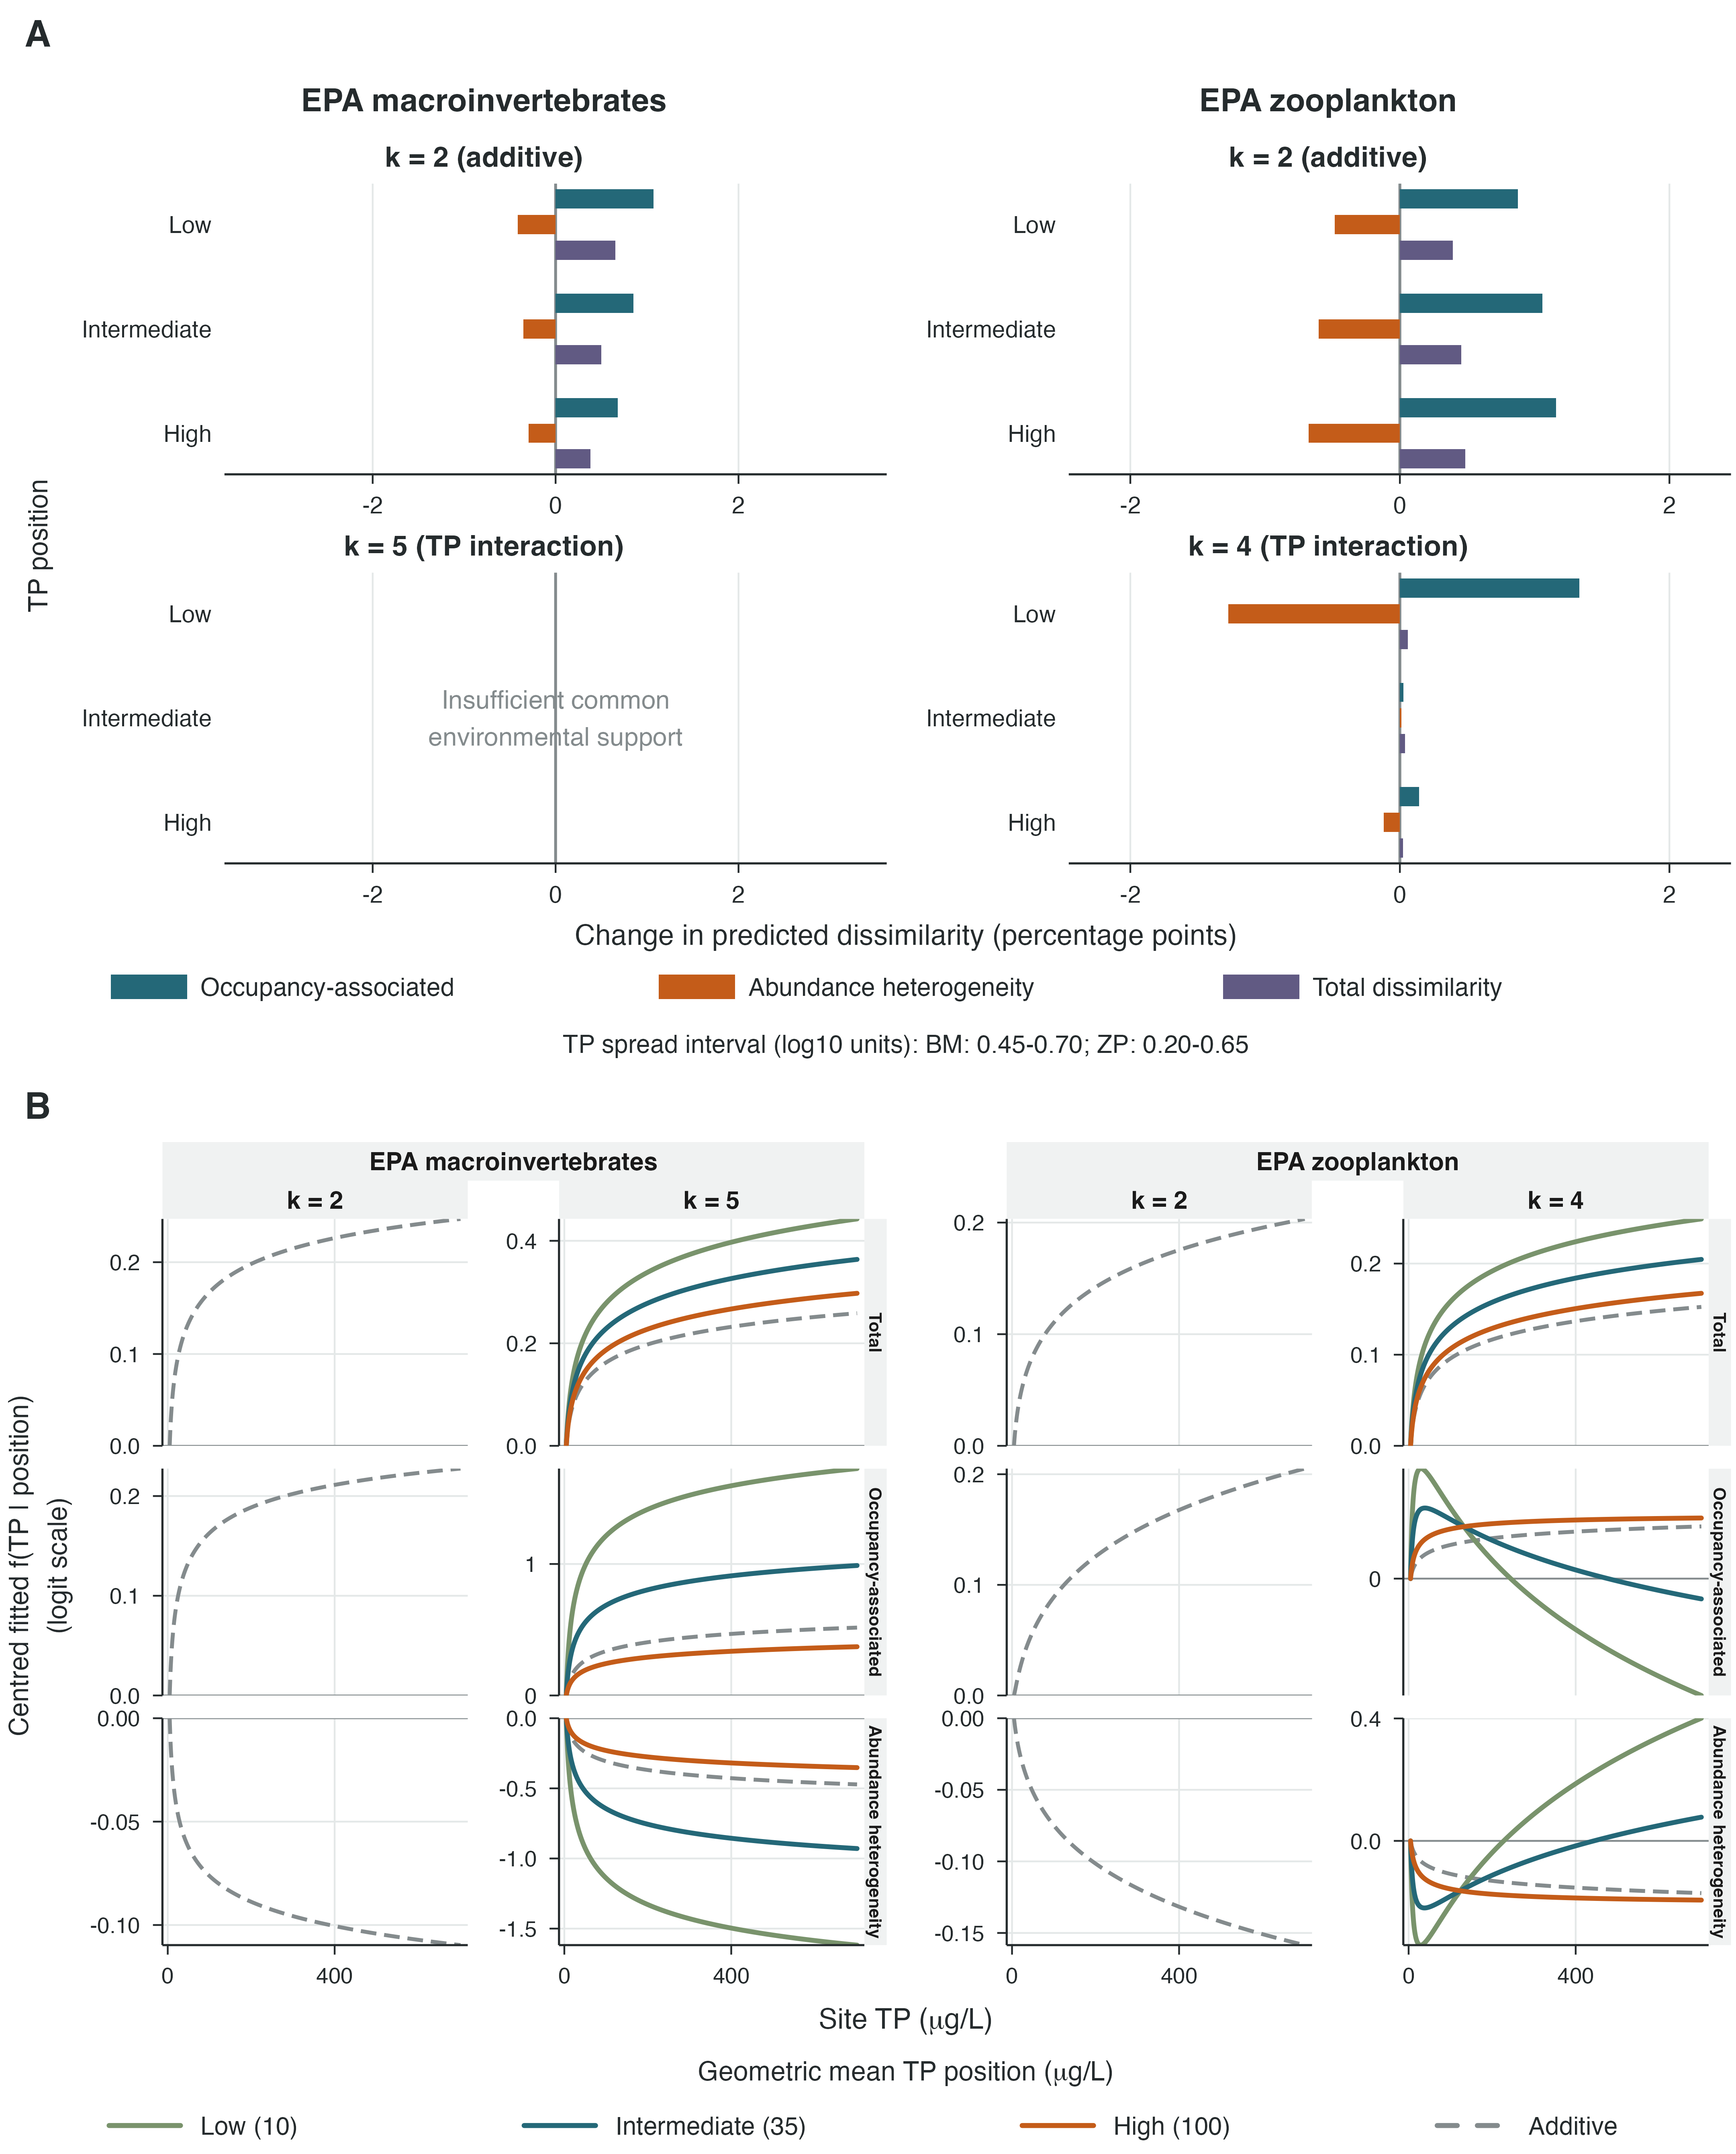 A
EPA macroinvertebrates
EPA zooplankton
k = 2 (additive)
k = 2 (additive)
TP position
Low
Intermediate
High
-2 0 2
Low
Intermediate
High
-2 0 2
k = 5 (TP interaction)
k = 4 (TP interaction)
Low
Intermediate
High
Insufficient common
environmental support
-2 0 2
Low
Intermediate
High
-2 0 2
Change in predicted dissimilarity (percentage points)
Occupancy-associated Abundance heterogeneity Total dissimilarity
TP spread interval (log10 units): BM: 0.45-0.70; ZP: 0.20-0.65
B
EPA macroinvertebrates
EPA zooplankton
k = 2 k = 5 k = 2 k = 4
Centred fitted f(TP | position)
(logit scale)
0.2
0.1
0.0
0.4
0.2
0.0
Total
0.2
0.1
0.0
0.2
0.1
0.0
Total
0.2
0.1
0.0
1
0
Occupancy-associated
0.2
0.1
0.0
0
Occupancy-associated
0.00
-0.05
-0.10
0.0
-0.5
-1.0
-1.5
Abundance heterogeneity
0.00
-0.05
-0.10
-0.15
0.4
0.0
Abundance heterogeneity
0 400 0 400 0 400 0 400
Site TP (μg/L)
Geometric mean TP position (μg/L)
Low (10) Intermediate (35) High (100) Additive